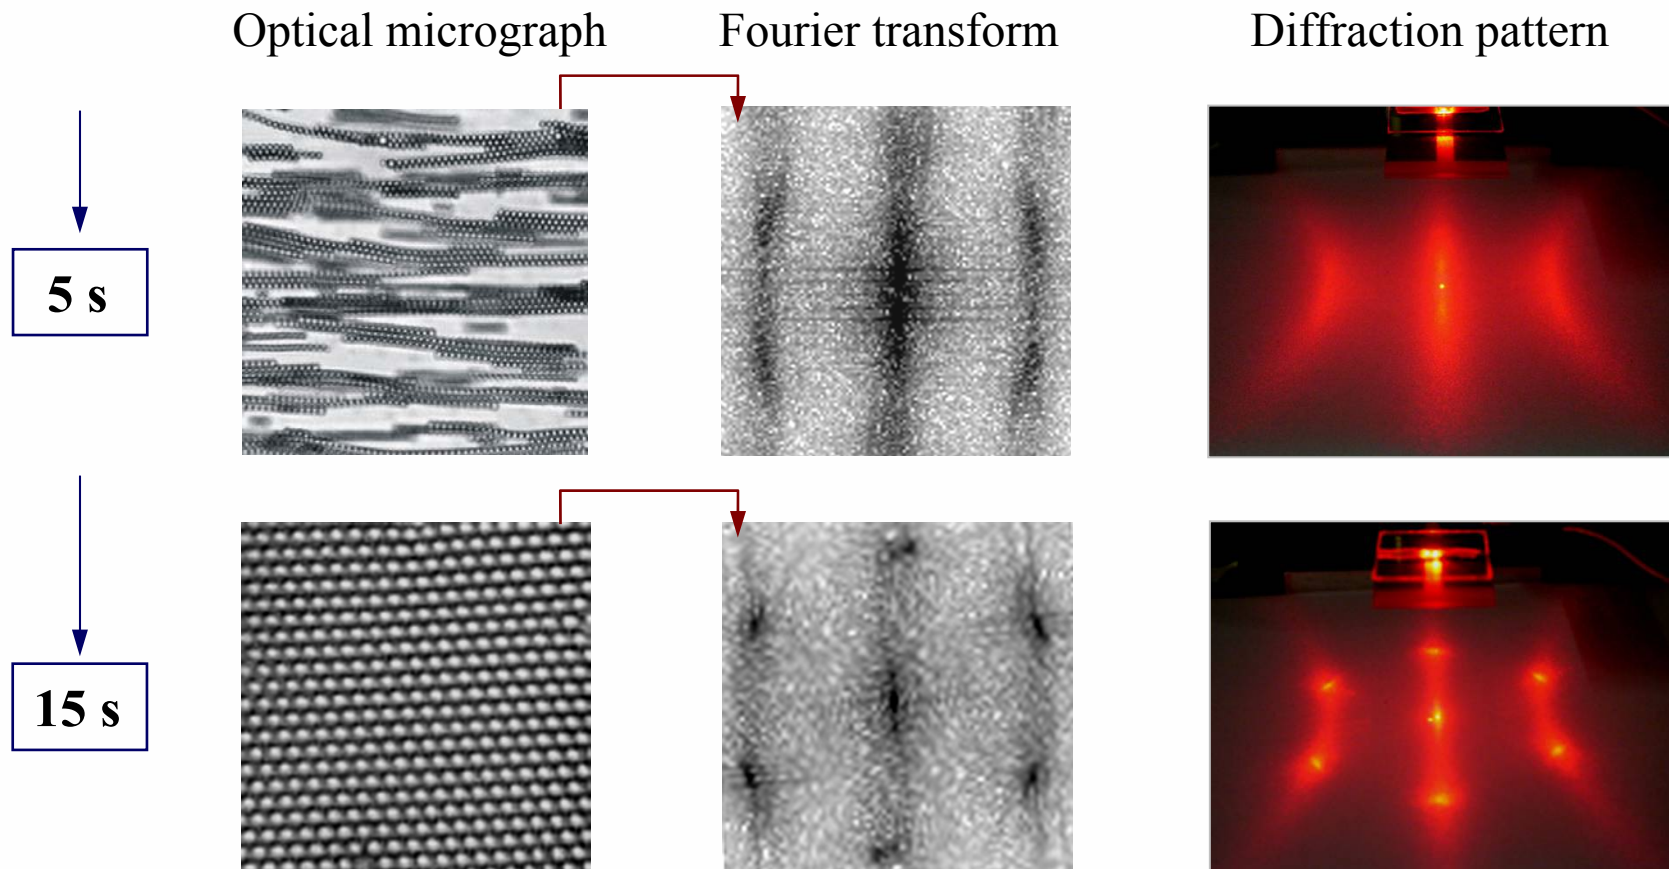 Optical micrograph
Fourier transform
Diffraction pattern
5 s
15 s